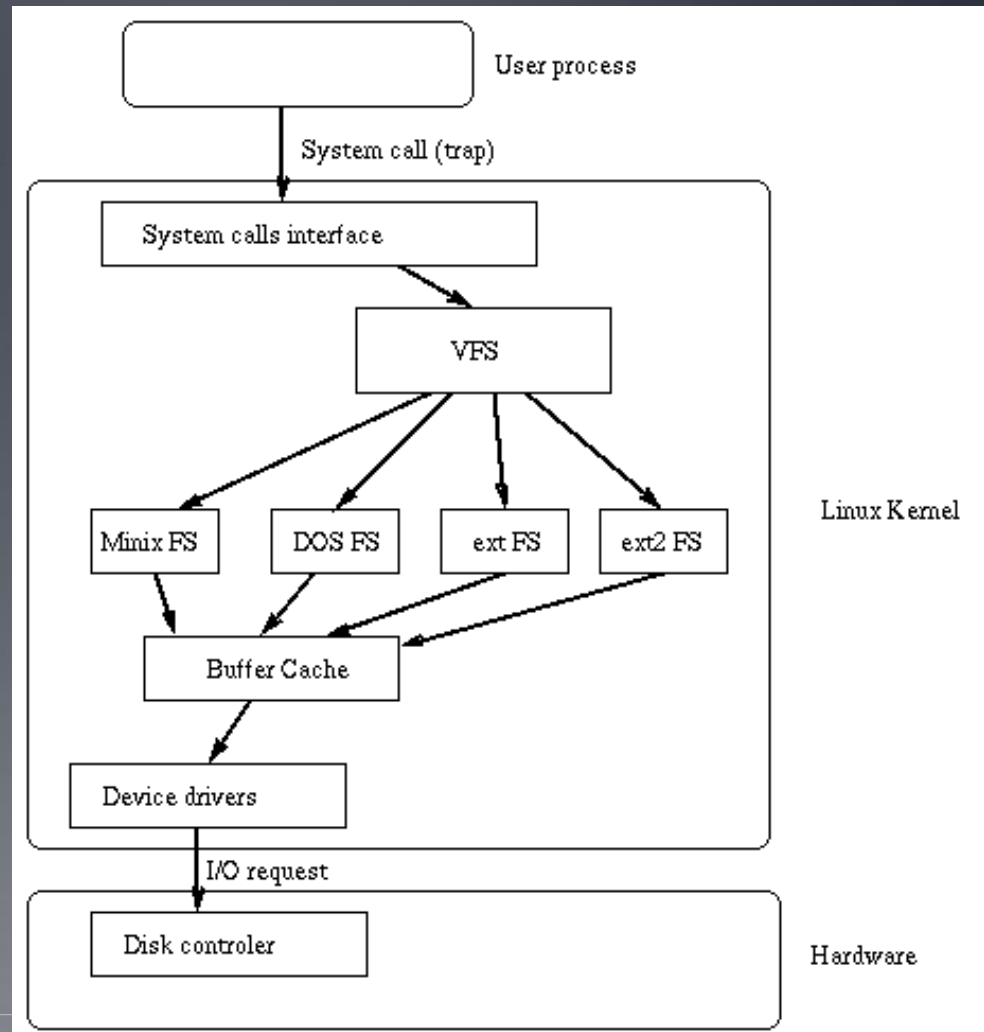 User process
System call (trap)
System calls interface
VFS
Minix FS
DOS FS
ext FS
ext2 FS
Linux Kernel
Buffer Cache
Device drivers
I/O request
Disk controler
Hardware